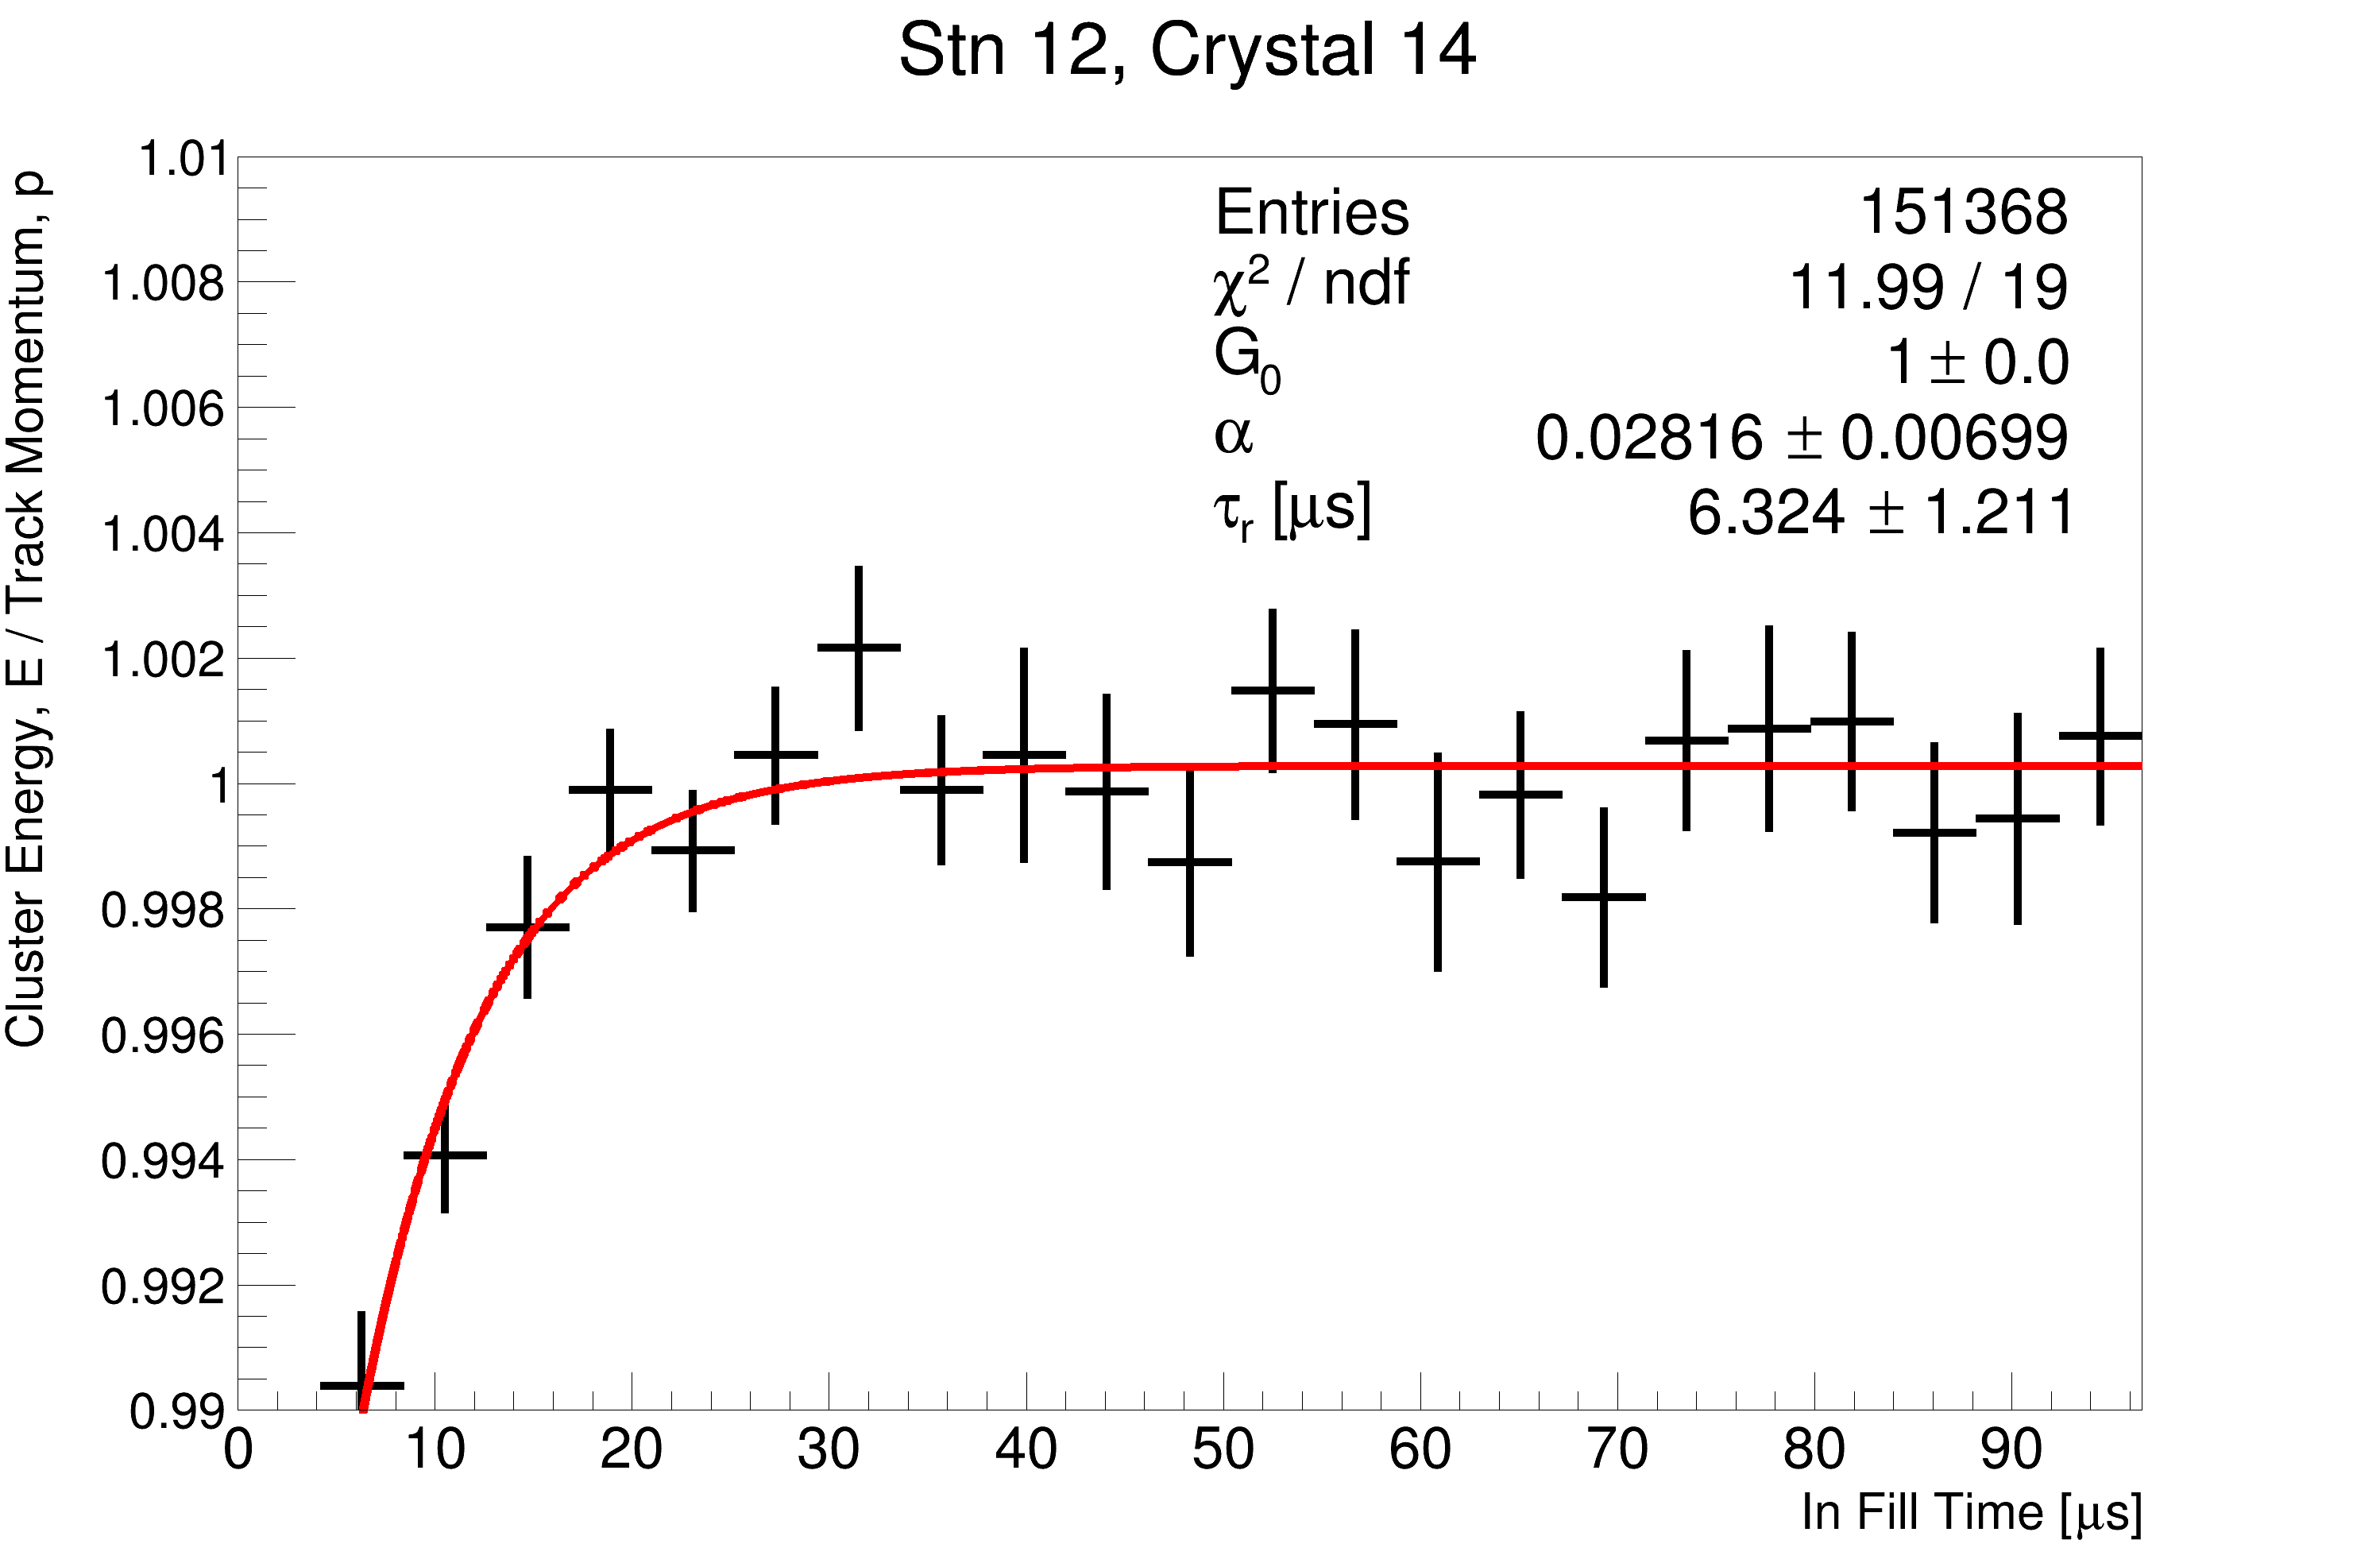 Stn 12, Crystal 14
Cluster Energy, E / Track Momentum, p
1.01
1.008
1.006
1.004
1.002
1
0.998
0.996
0.994
0.992
0.99
Entries 151368
χ² / ndf 11.99 / 19
G₀ 1 ± 0.0
α 0.02816 ± 0.00699
τᵣ [μs] 6.324 ± 1.211
0 10 20 30 40 50 60 70 80 90
In Fill Time [μs]